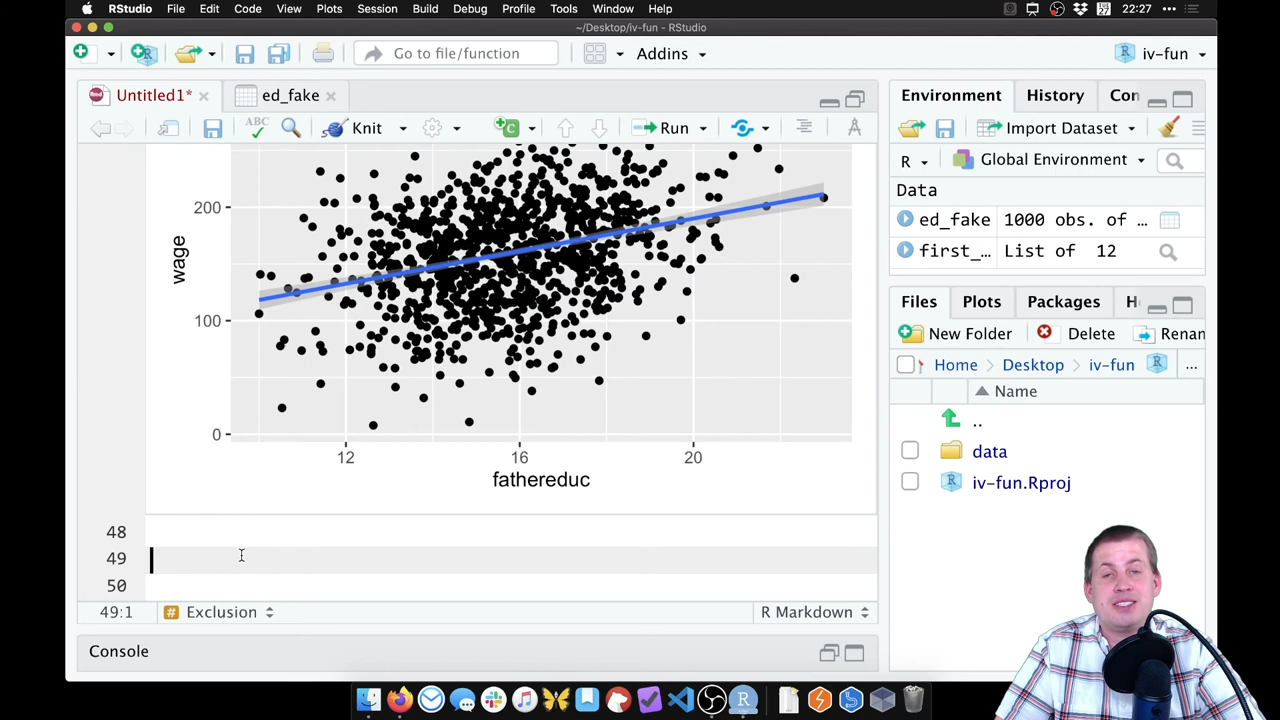 RStudio File Edit Code View Plots Session Build Debug Profile Tools Window Help 22:27
~/Desktop/iv-fun - RStudio
Go to file/function Addins iv-fun
Untitled1* ed_fake
ABC Knit Run
200
wage
100
0
12 16 20
fathereduc
48
49
50
49:1 # Exclusion R Markdown
Console
Environment History Con
Import Dataset
R Global Environment
Data
ed_fake 1000 obs. of …
first_… List of 12
Files Plots Packages H
New Folder Delete Renan
Home Desktop iv-fun ...
Name
..
data
iv-fun.Rproj